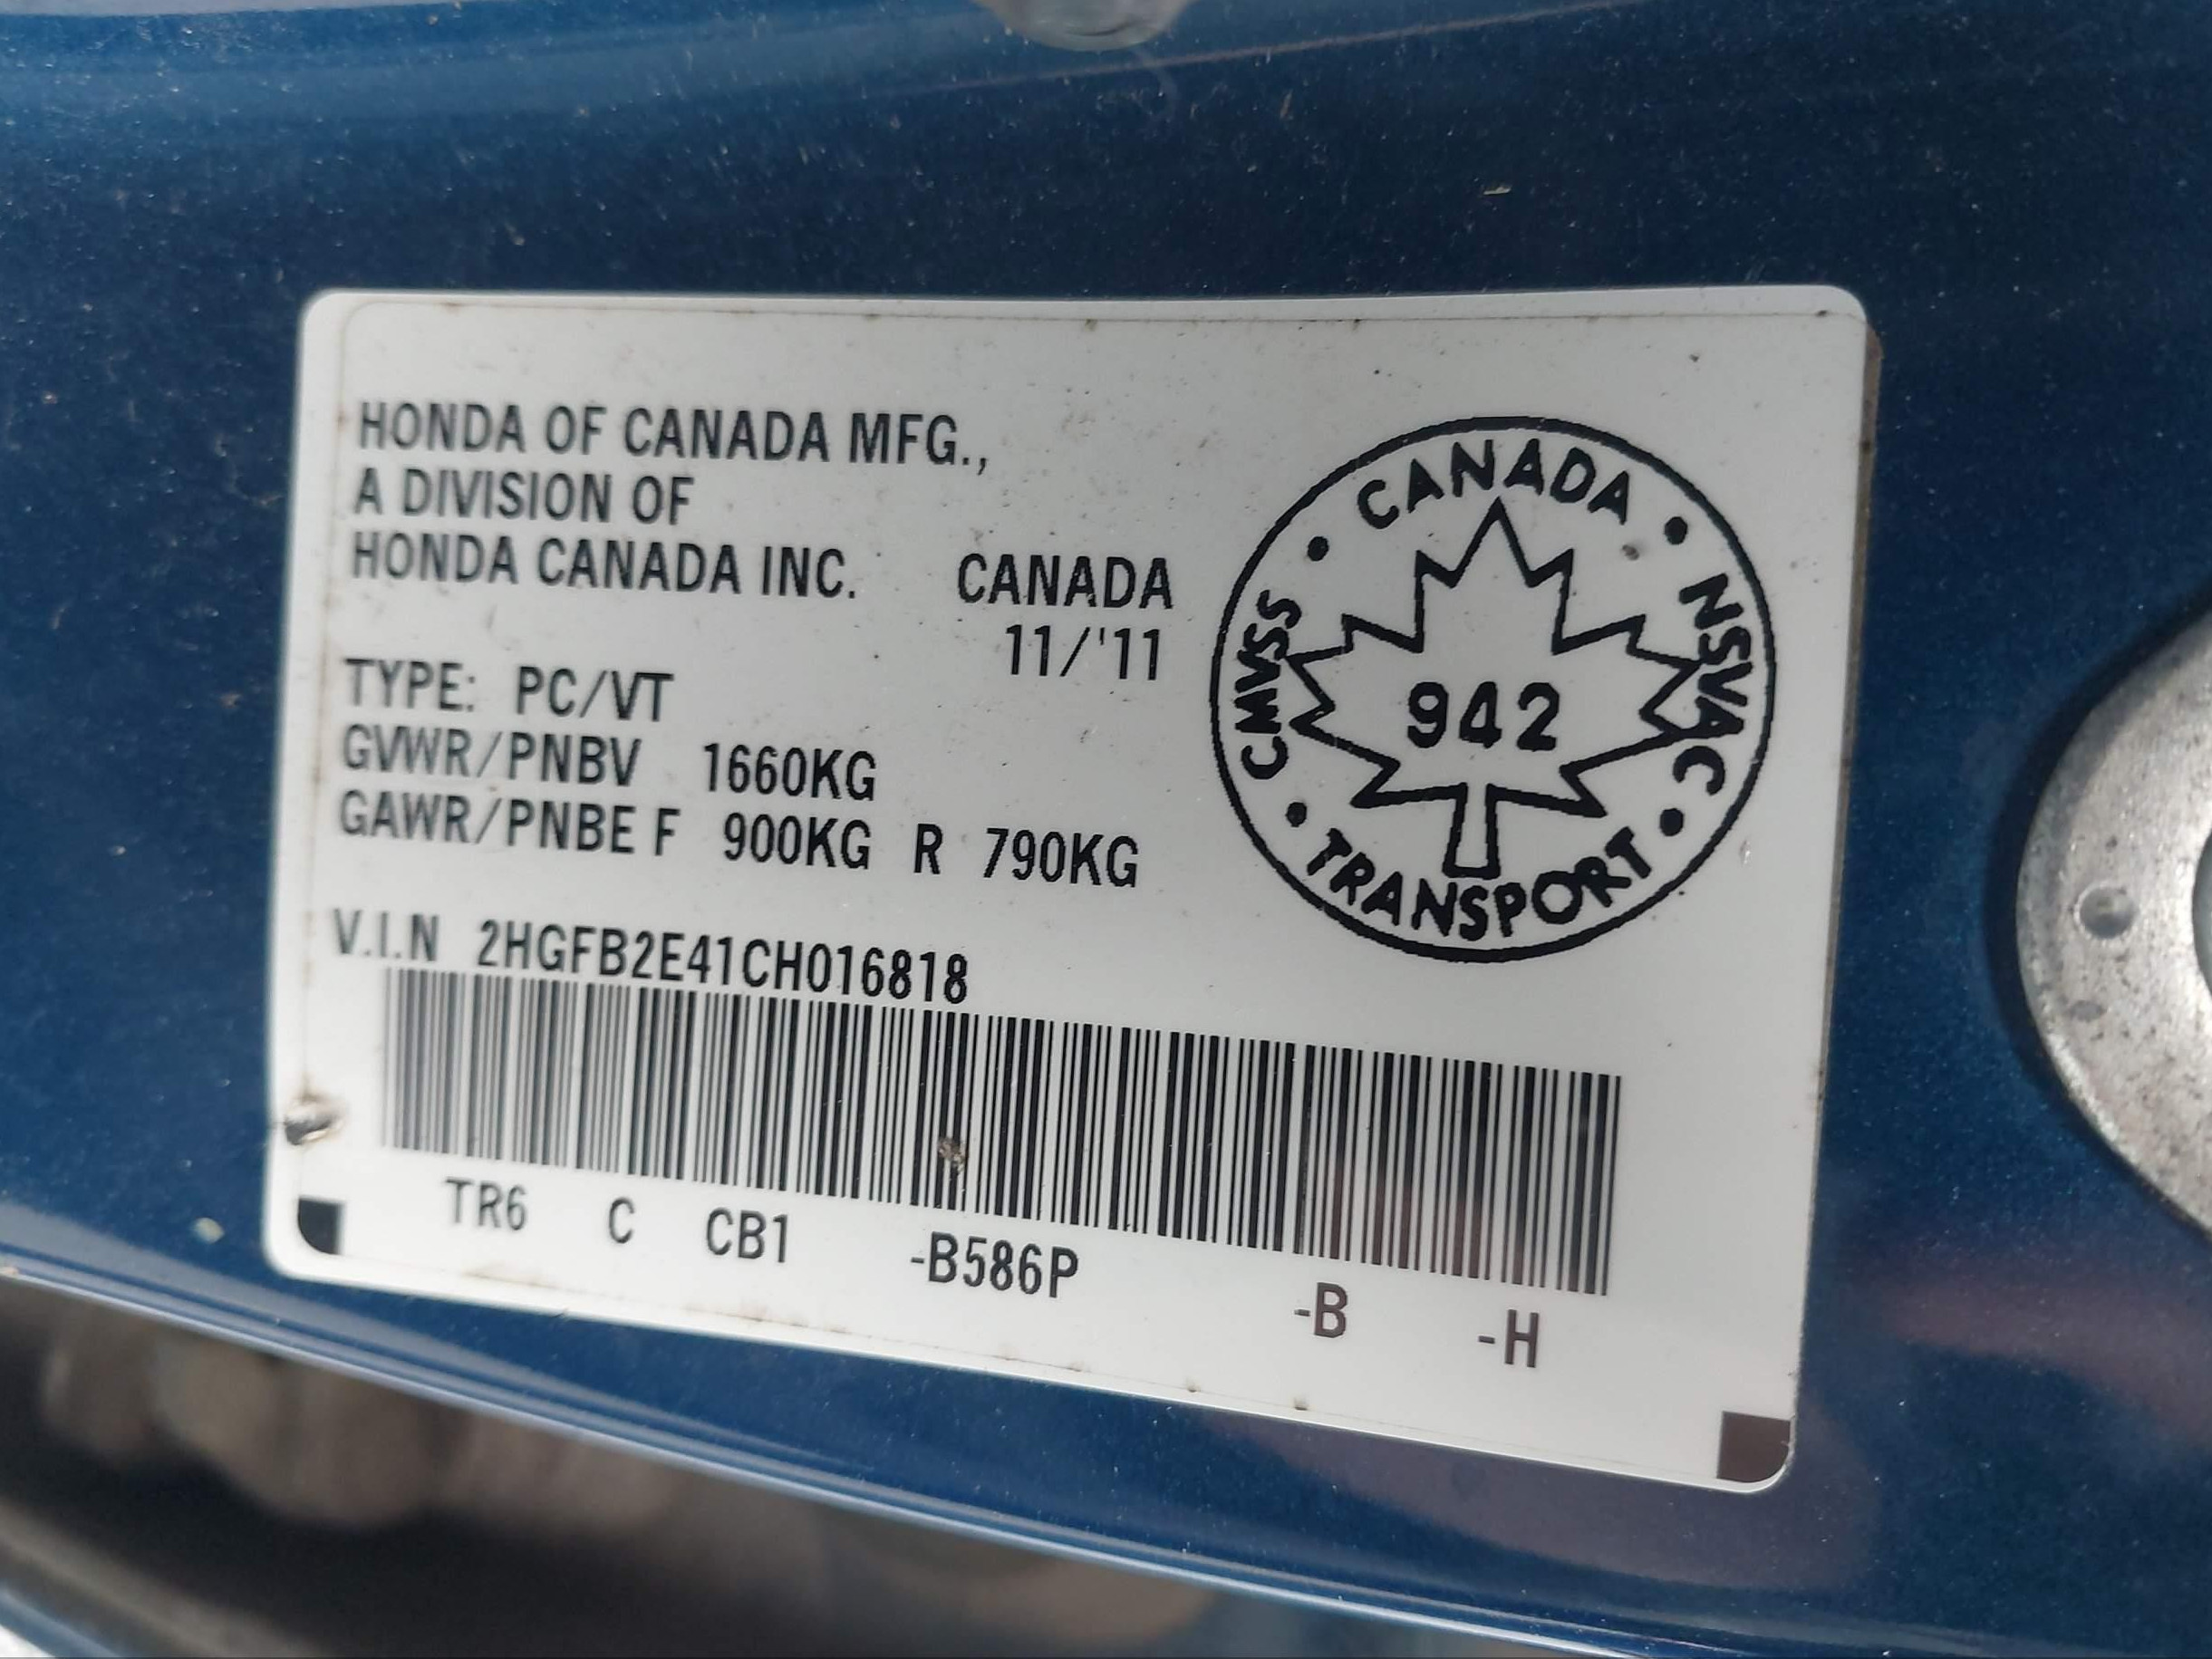 HONDA OF CANADA MFG.,
A DIVISION OF
HONDA CANADA INC. CANADA
11/'11
TYPE: PC/VT
GVWR/PNBV 1660KG
GAWR/PNBE F 900KG R 790KG
V.I.N 2HGFB2E41CH016818
TR6 C CB1 -B586P -B -H
CANADA • NSVAC • TRANSPORT • CMVSS •
942